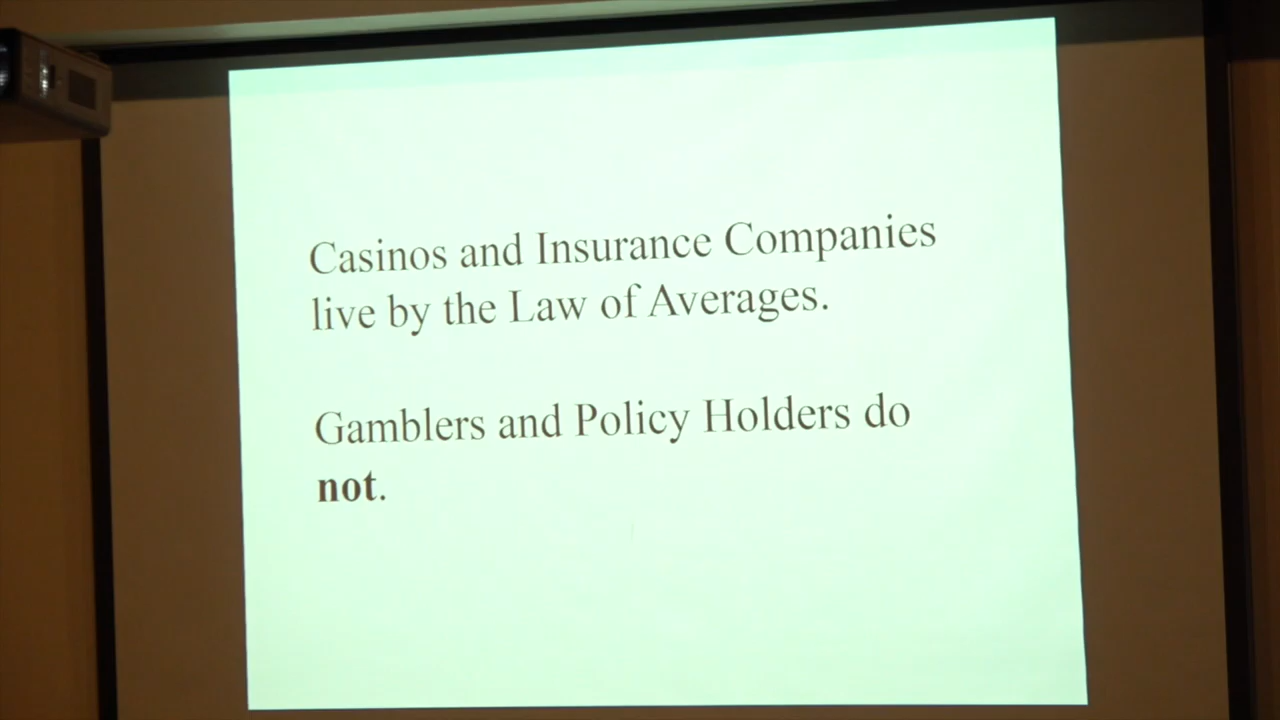 Casinos and Insurance Companies
live by the Law of Averages.
Gamblers and Policy Holders do
not.